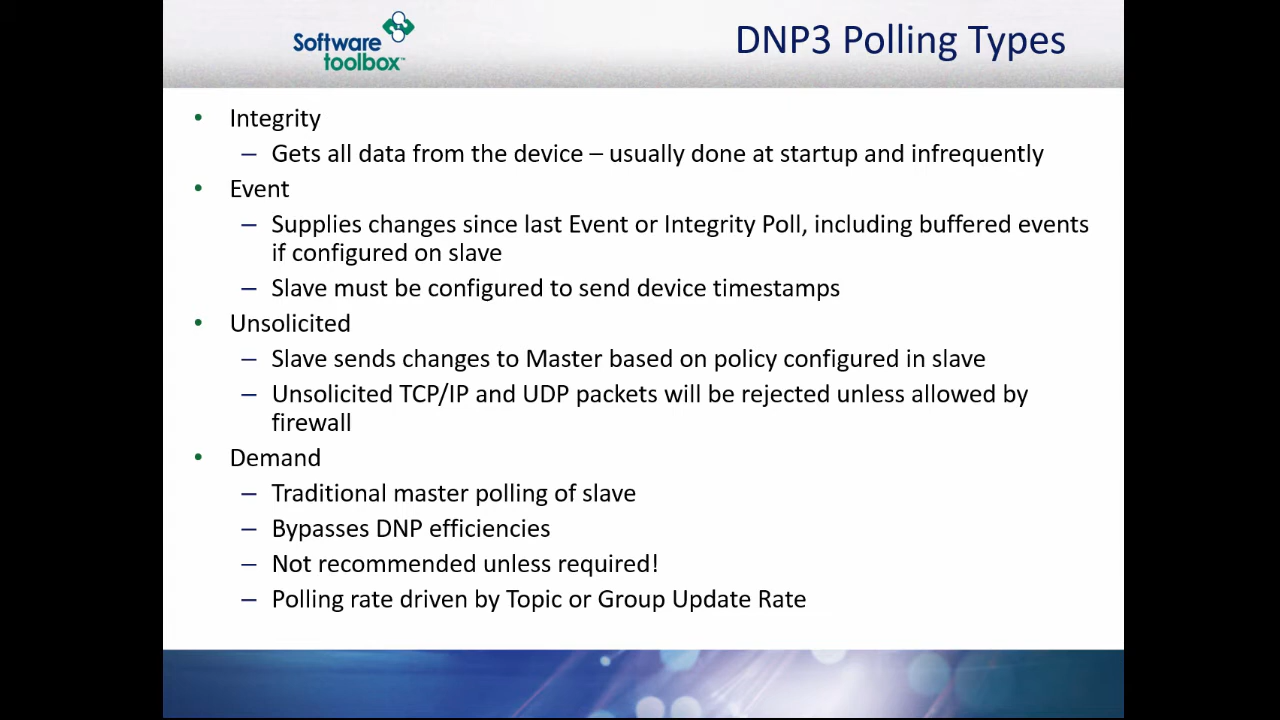 Software
toolbox™
DNP3 Polling Types
• Integrity
– Gets all data from the device – usually done at startup and infrequently
• Event
– Supplies changes since last Event or Integrity Poll, including buffered events
if configured on slave
– Slave must be configured to send device timestamps
• Unsolicited
– Slave sends changes to Master based on policy configured in slave
– Unsolicited TCP/IP and UDP packets will be rejected unless allowed by
firewall
• Demand
– Traditional master polling of slave
– Bypasses DNP efficiencies
– Not recommended unless required!
– Polling rate driven by Topic or Group Update Rate